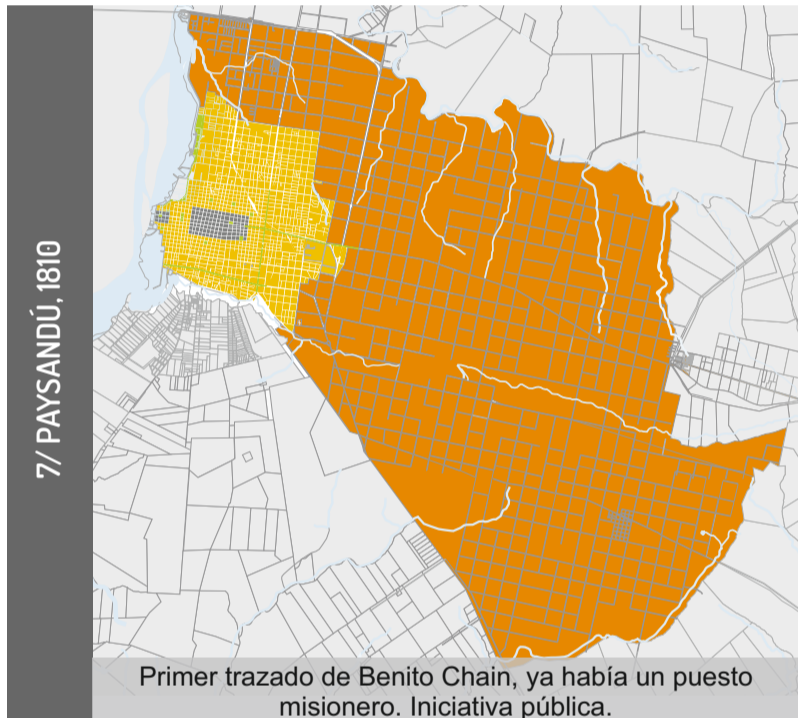 7/ PAYSANDÚ, 1810
Primer trazado de Benito Chain, ya había un puesto
misionero. Iniciativa pública.